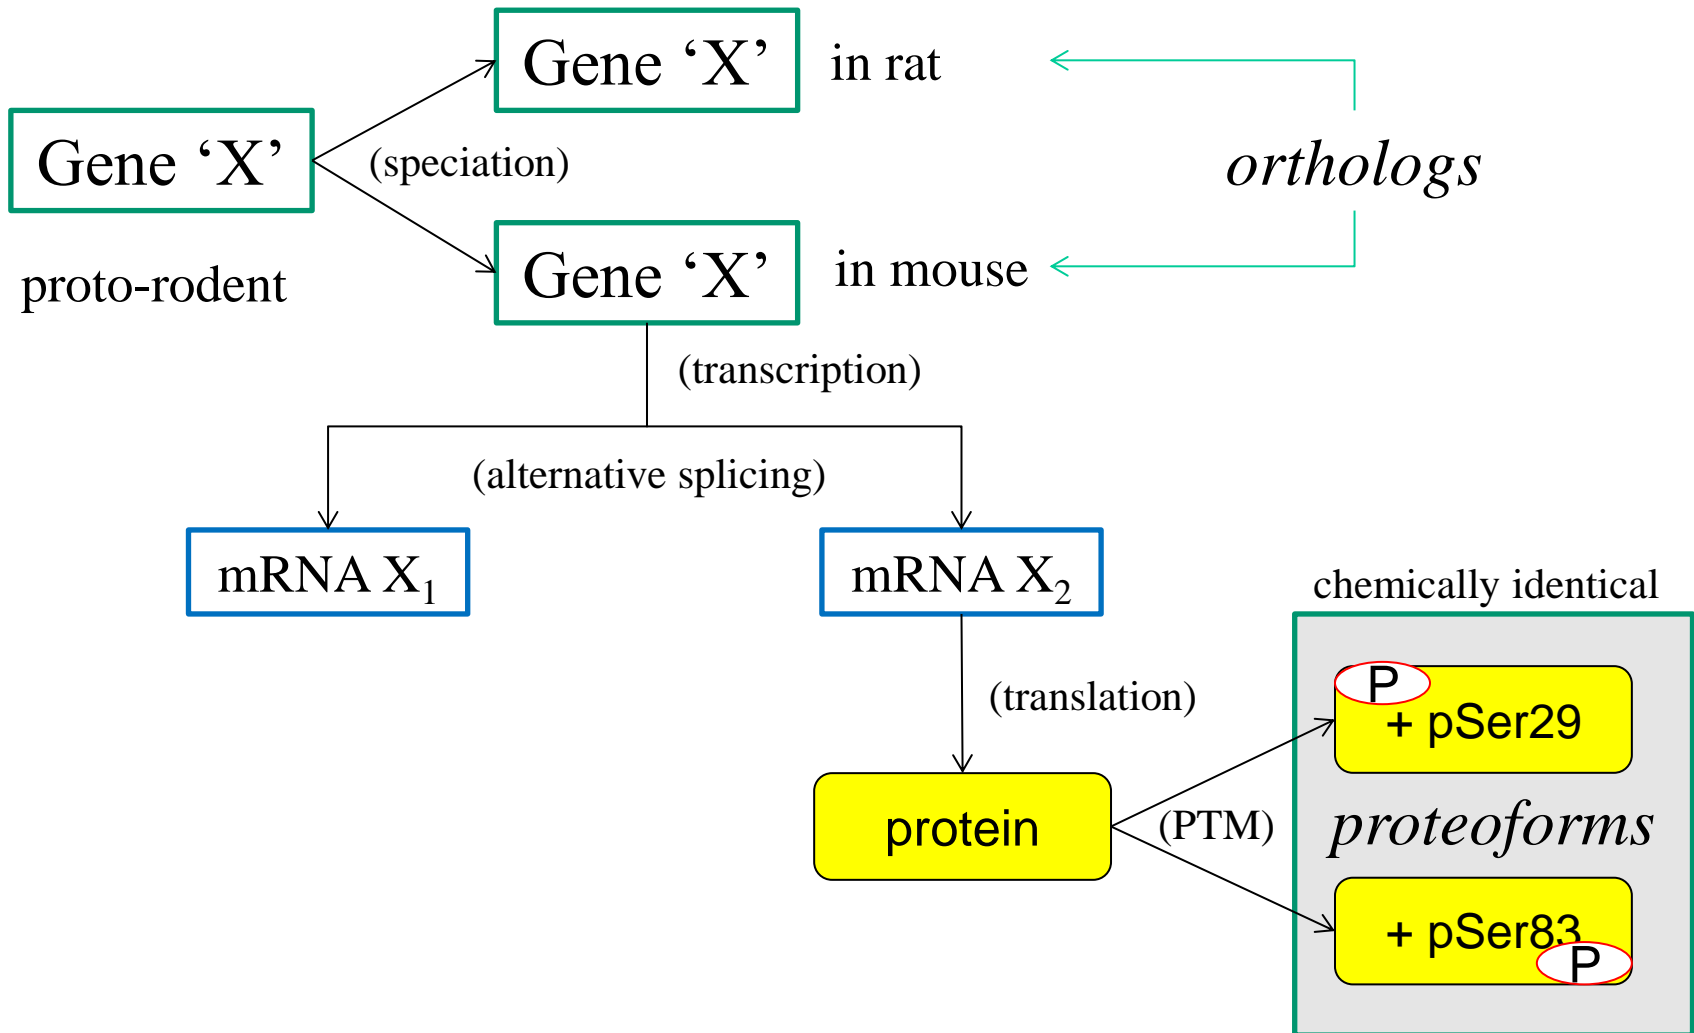 Gene ‘X’ in rat
Gene ‘X’
(speciation)
orthologs
proto-rodent
Gene ‘X’ in mouse
(transcription)
(alternative splicing)
mRNA X₁
mRNA X₂
chemically identical
P
+ pSer29
(translation)
protein
(PTM)
proteoforms
+ pSer83
P